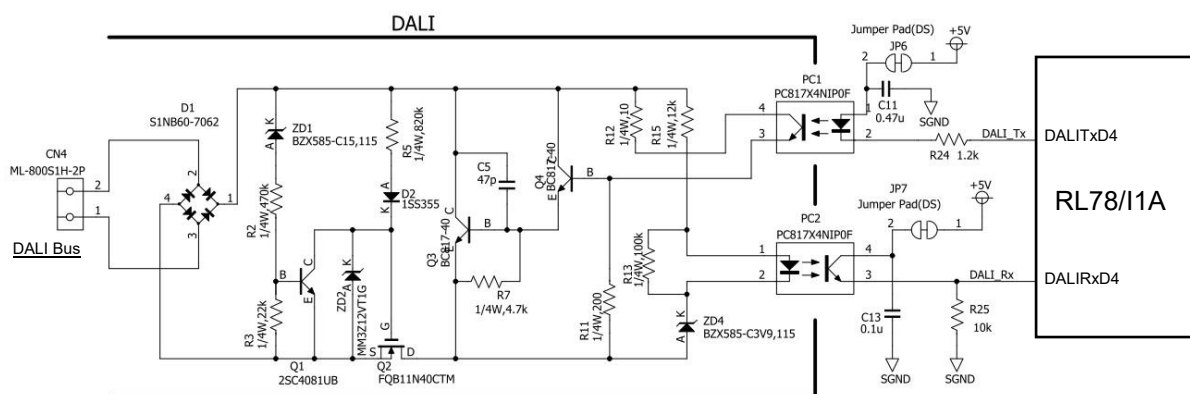 DALI
Jumper Pad(DS)
+5V
JP6
2
1
PC1
PC817X4NIP0F
D1
S1NB60-7062
C11
0.47u
SGND
4
3
1
2
R24
1.2k
DALI_Tx
DALITxD4
R12
1/4W,10
R15
1/4W,12k
K
A
ZD1
BZX585-C15,115
R5
1/4W,820k
C5
47p
Q4
BC817-40
E
B
CN4
ML-800S1H-2P
2
1
DALI Bus
2
4
1
3
A
D2
K
1SS355
R2
1/4W,470k
C
B
E
Q3
BC817-40
R7
1/4W,4.7k
JP7
Jumper Pad(DS)
+5V
2
1
RL78/I1A
PC2
PC817X4NIP0F
1
2
4
3
R13
1/4W,100k
DALI_Rx
DALIRxD4
B
C
E
K
A
ZD2
MM3Z12VT1G
R3
1/4W,22k
R11
1/4W,200
K
A
ZD4
BZX585-C3V9,115
C13
0.1u
R25
10k
G
S
D
Q1
2SC4081UB
Q2
FQB11N40CTM
SGND
SGND